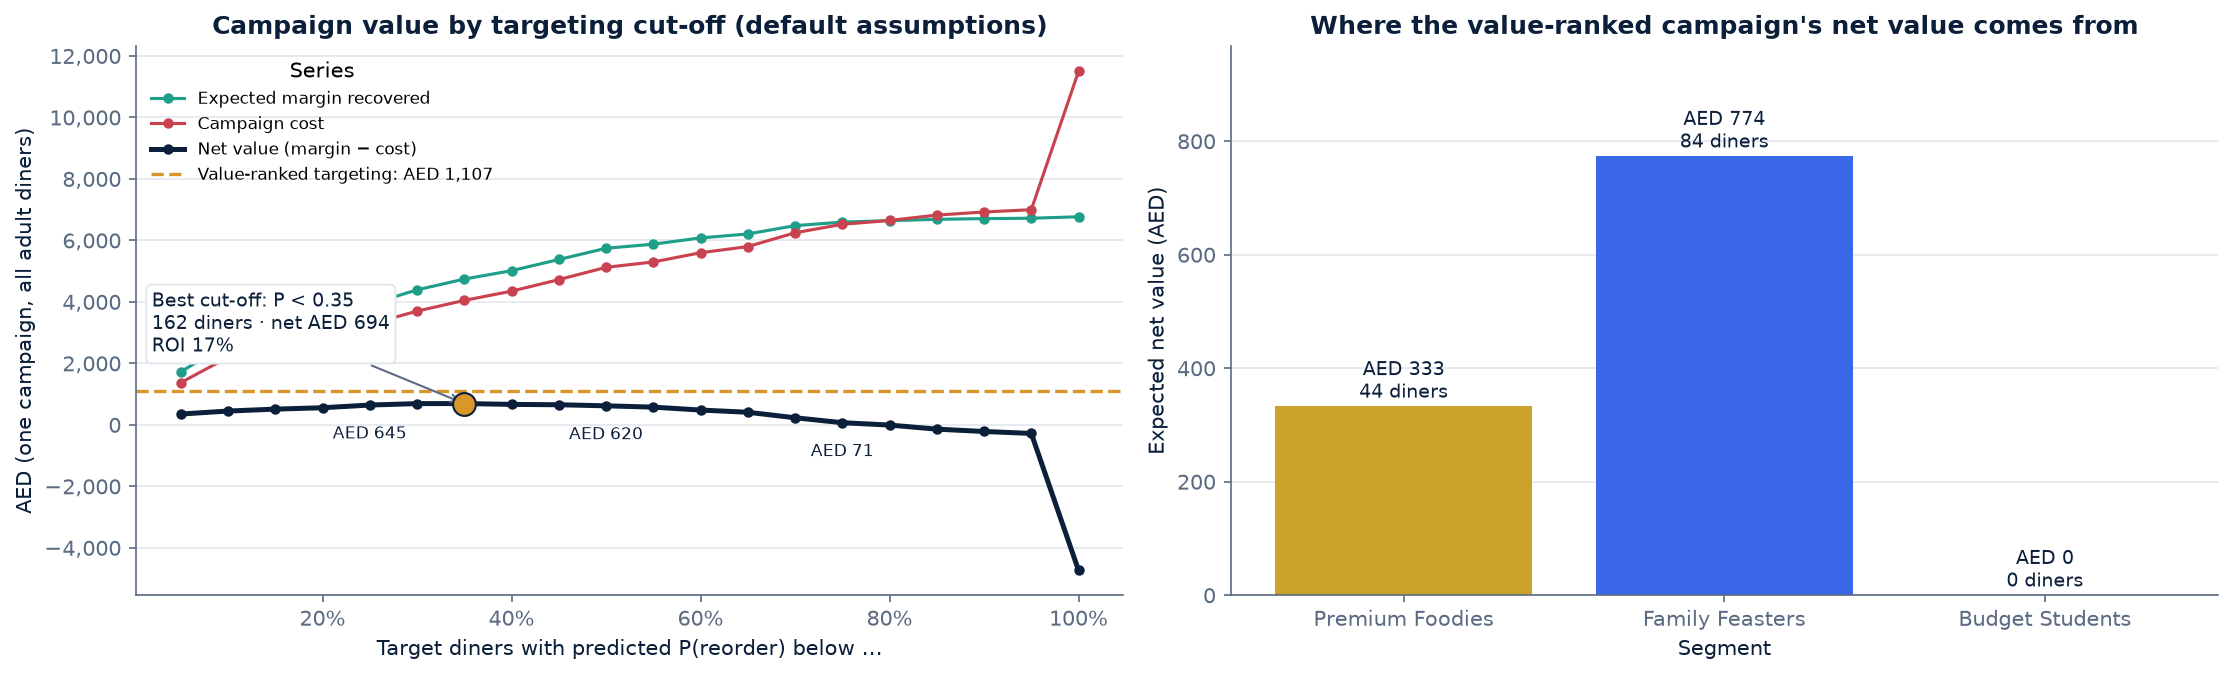 Campaign value by targeting cut-off (default assumptions)
12,000
10,000
8,000
6,000
4,000
2,000
0
−2,000
−4,000
AED (one campaign, all adult diners)
Series
Expected margin recovered
Campaign cost
Net value (margin − cost)
Value-ranked targeting: AED 1,107
Best cut-off: P < 0.35
162 diners · net AED 694
ROI 17%
AED 645
AED 620
AED 71
20%
40%
60%
80%
100%
Target diners with predicted P(reorder) below ...
Where the value-ranked campaign's net value comes from
800
600
400
200
0
Expected net value (AED)
AED 333
44 diners
AED 774
84 diners
AED 0
0 diners
Premium Foodies
Family Feasters
Budget Students
Segment